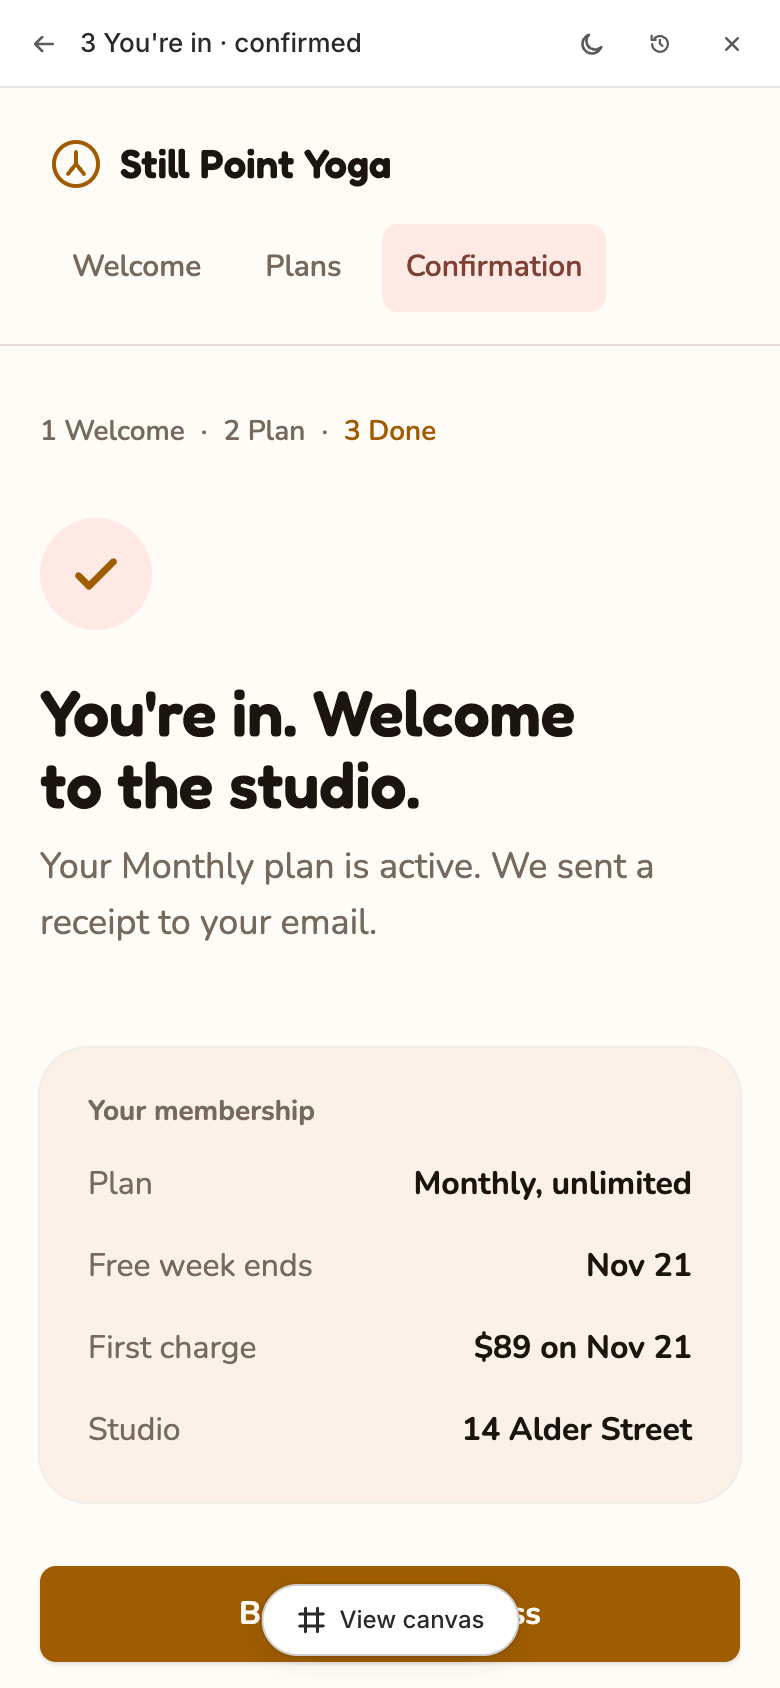 3 You're in · confirmed
Still Point Yoga
Welcome Plans Confirmation
1 Welcome · 2 Plan · 3 Done
You're in. Welcome
to the studio.
Your Monthly plan is active. We sent a
receipt to your email.
Your membership
Plan Monthly, unlimited
Free week ends Nov 21
First charge $89 on Nov 21
Studio 14 Alder Street
View canvas